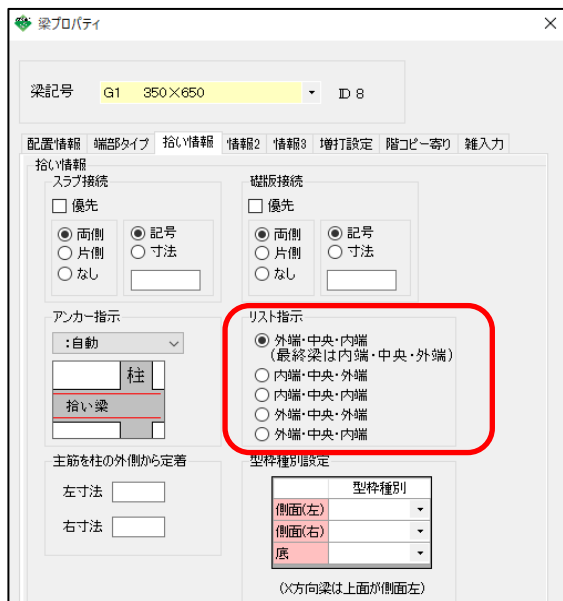 梁プロパティ
梁記号 G1 350×650 ID 8
配置情報 端部タイプ 拾い情報 情報2 情報3 増打設定 階コピー寄り 雑入力
拾い情報
スラブ接続
優先
両側
片側
なし
記号
寸法
礎版接続
優先
両側
片側
なし
記号
寸法
アンカー指示
:自動
柱
拾い梁
リスト指示
外端・中央・内端
(最終梁は内端・中央・外端)
内端・中央・外端
内端・中央・内端
外端・中央・外端
外端・中央・内端
主筋を柱の外側から定着
左寸法
右寸法
型枠種別設定
型枠種別
側面(左)
側面(右)
底
(X方向梁は上面が側面左)